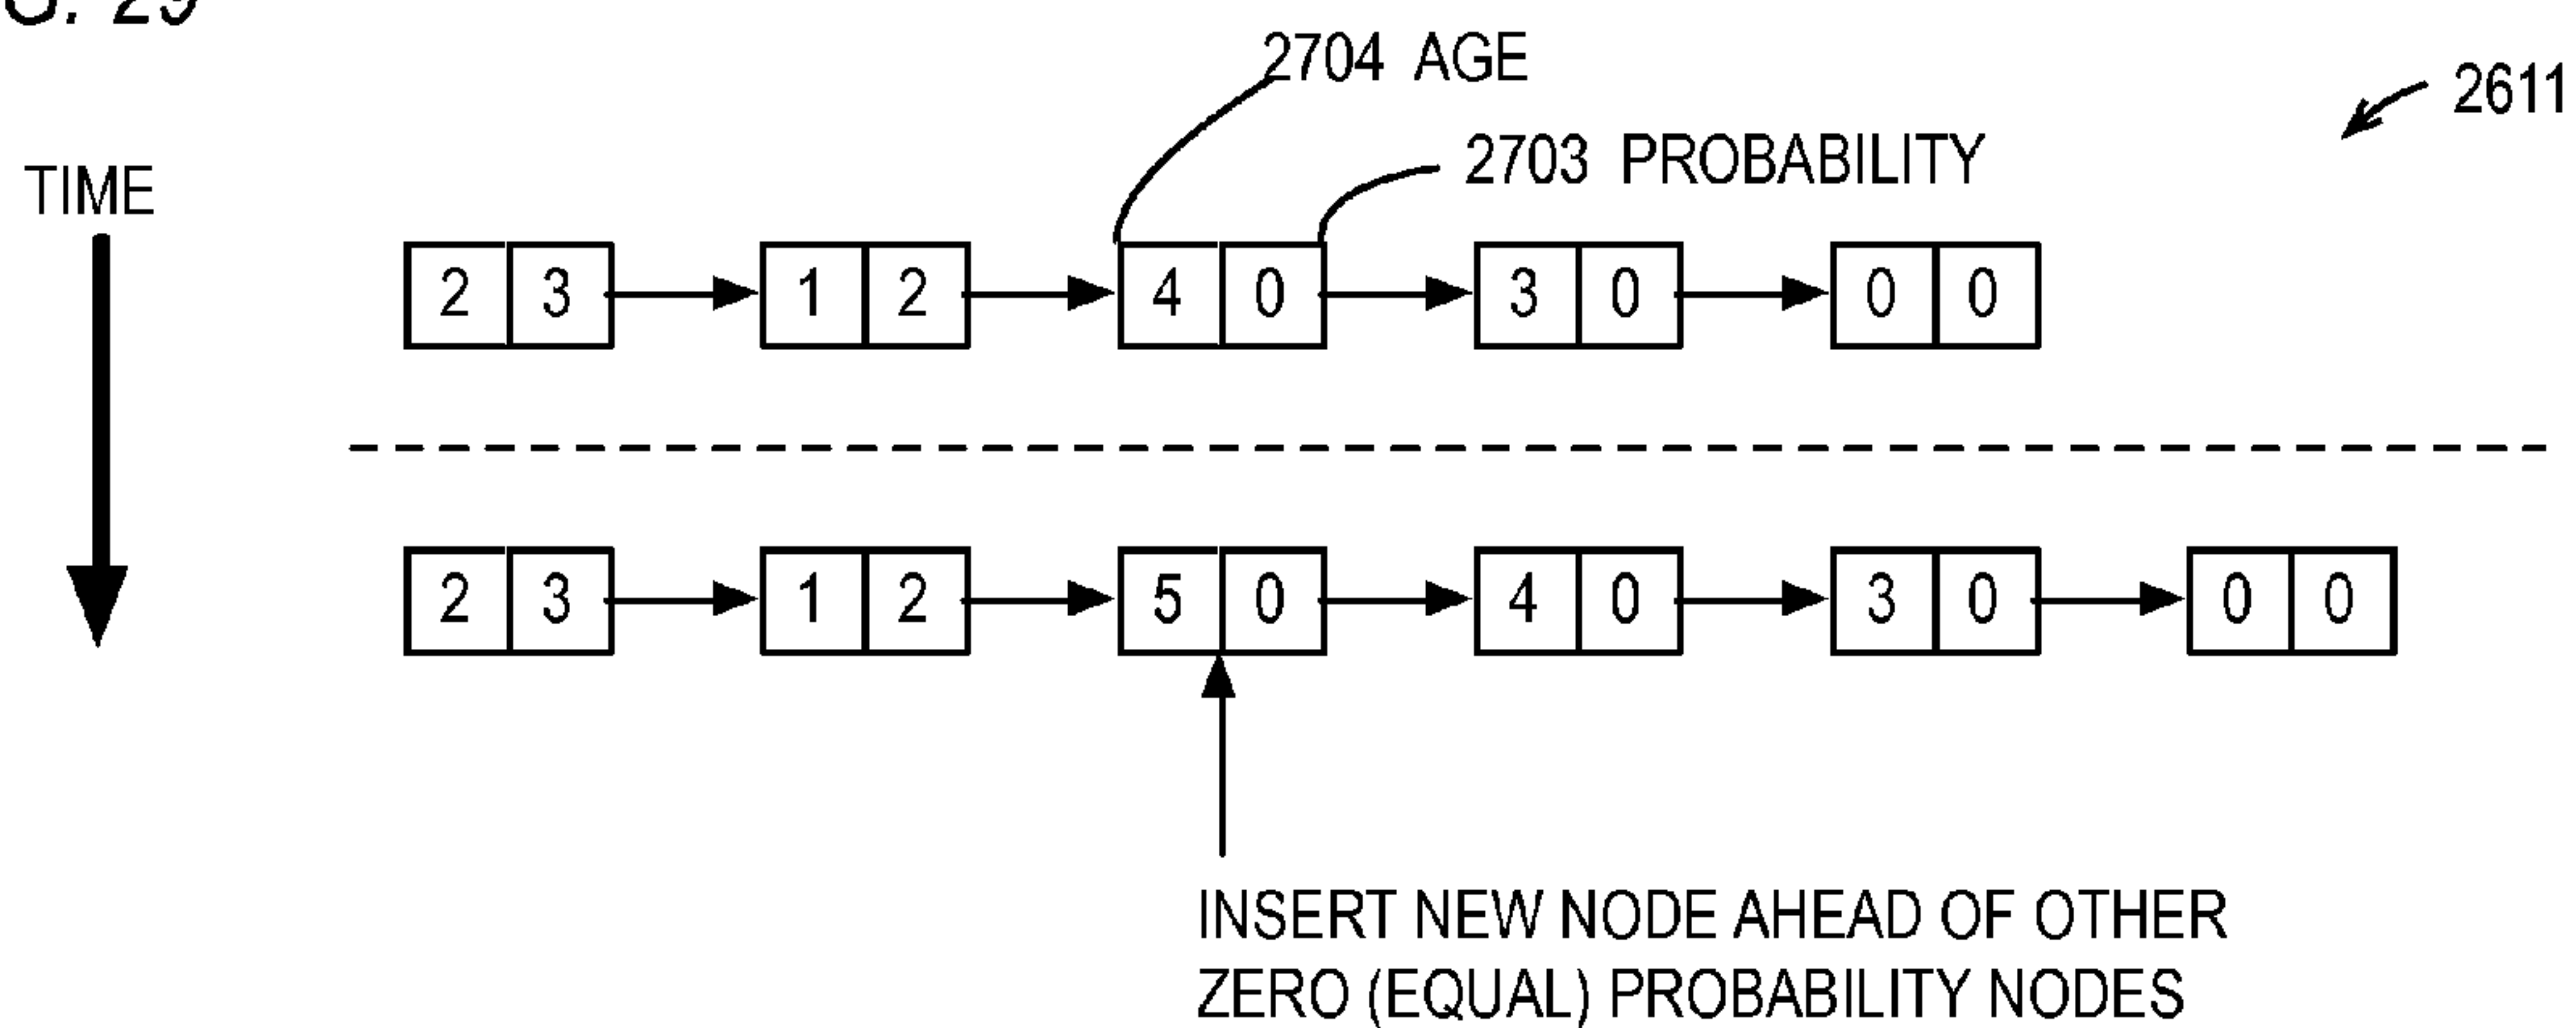 G. 29
2704 AGE
2611
2703 PROBABILITY
TIME
2 3 1 2 4 0 3 0 0 0
2 3 1 2 5 0 4 0 3 0 0 0
INSERT NEW NODE AHEAD OF OTHER
ZERO (EQUAL) PROBABILITY NODES